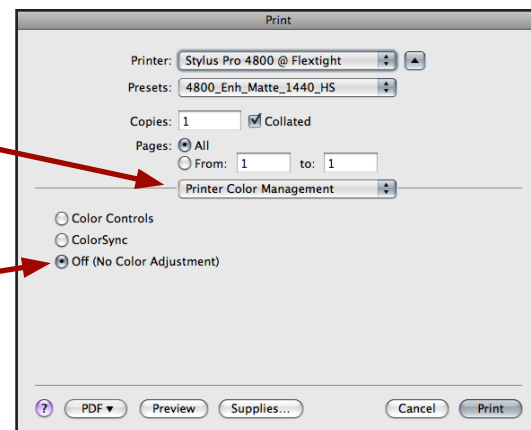 Print
Printer: Stylus Pro 4800 @ Flextight
Presets: 4800_Enh_Matte_1440_HS
Copies: 1 Collated
Pages: All
From: 1 to: 1
Printer Color Management
Color Controls
ColorSync
Off (No Color Adjustment)
? PDF Preview Supplies... Cancel Print